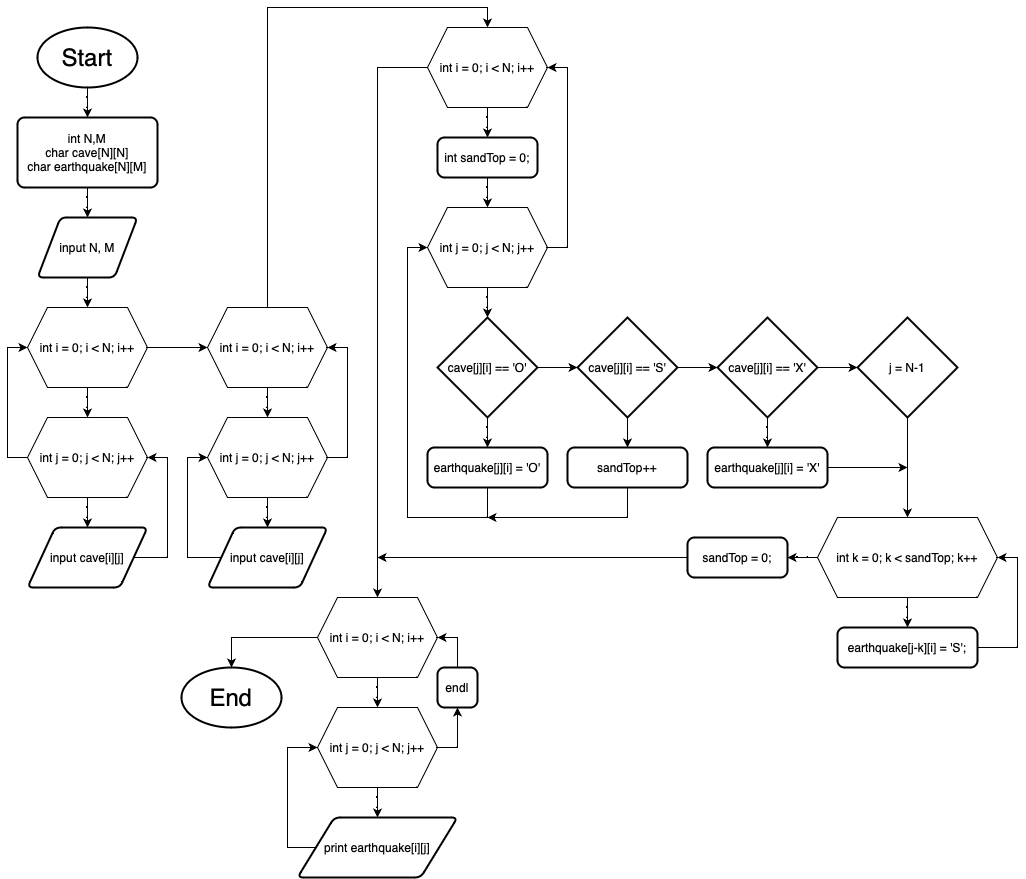 Start
int N,M
char cave[N][N]
char earthquake[N][M]
input N, M
int i = 0; i < N; i++
int j = 0; j < N; j++
input cave[i][j]
int i = 0; i < N; i++
int j = 0; j < N; j++
input cave[i][j]
int i = 0; i < N; i++
int sandTop = 0;
int j = 0; j < N; j++
cave[j][i] == 'O'
cave[j][i] == 'S'
cave[j][i] == 'X'
j = N-1
earthquake[j][i] = 'O'
sandTop++
earthquake[j][i] = 'X'
int k = 0; k < sandTop; k++
sandTop = 0;
earthquake[j-k][i] = 'S';
int i = 0; i < N; i++
End
endl
int j = 0; j < N; j++
print earthquake[i][j]